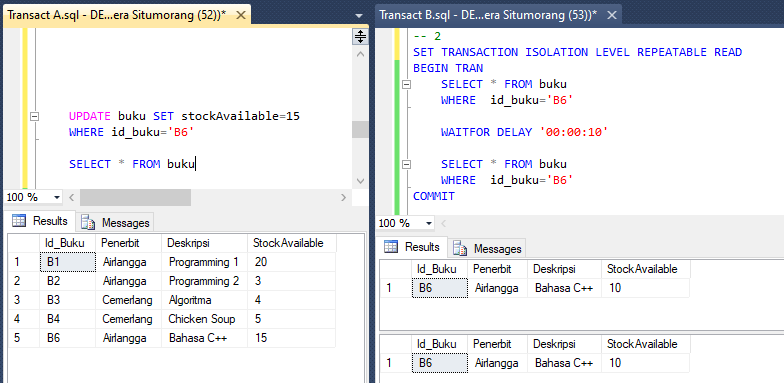 Transact A.sql - DE...era Situmorang (52))*
UPDATE buku SET stockAvailable=15
WHERE id_buku='B6'
SELECT * FROM buku
100 %
Results Messages
Id_Buku Penerbit Deskripsi StockAvailable
1 B1 Airlangga Programming 1 20
2 B2 Airlangga Programming 2 3
3 B3 Cemerlang Algoritma 4
4 B4 Cemerlang Chicken Soup 5
5 B6 Airlangga Bahasa C++ 15
Transact B.sql - DE...era Situmorang (53))*
-- 2
SET TRANSACTION ISOLATION LEVEL REPEATABLE READ
BEGIN TRAN
SELECT * FROM buku
WHERE id_buku='B6'
WAITFOR DELAY '00:00:10'
SELECT * FROM buku
WHERE id_buku='B6'
COMMIT
100 %
Results Messages
Id_Buku Penerbit Deskripsi StockAvailable
1 B6 Airlangga Bahasa C++ 10
Id_Buku Penerbit Deskripsi StockAvailable
1 B6 Airlangga Bahasa C++ 10